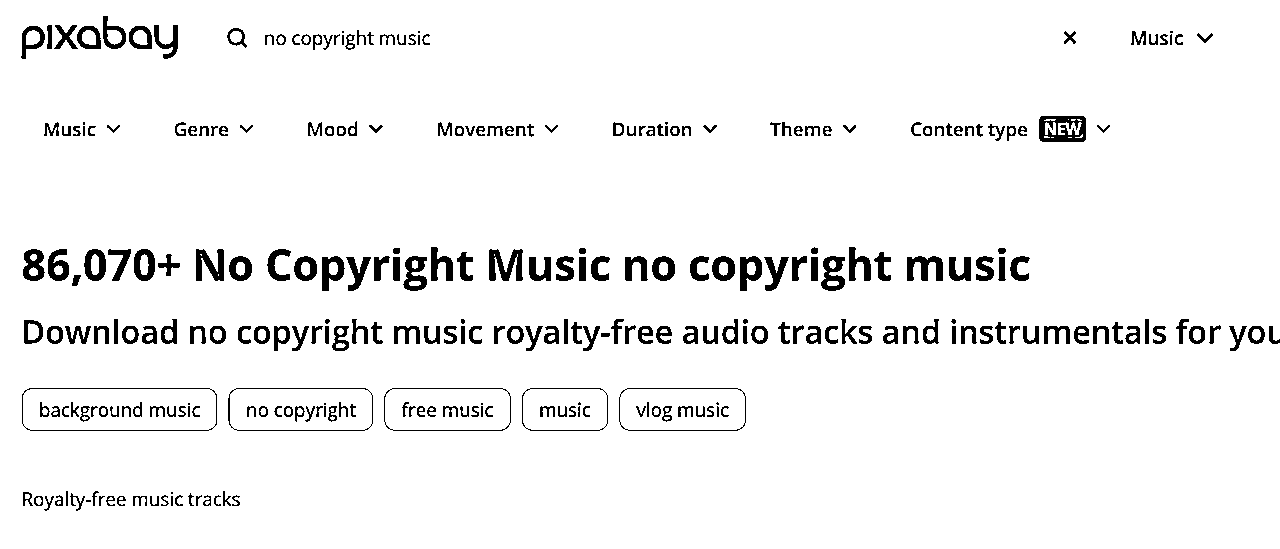 pixabay no copyright music × Music
Music Genre Mood Movement Duration Theme Content type NEW
86,070+ No Copyright Music no copyright music
Download no copyright music royalty-free audio tracks and instrumentals for you
background music no copyright free music music vlog music
Royalty-free music tracks